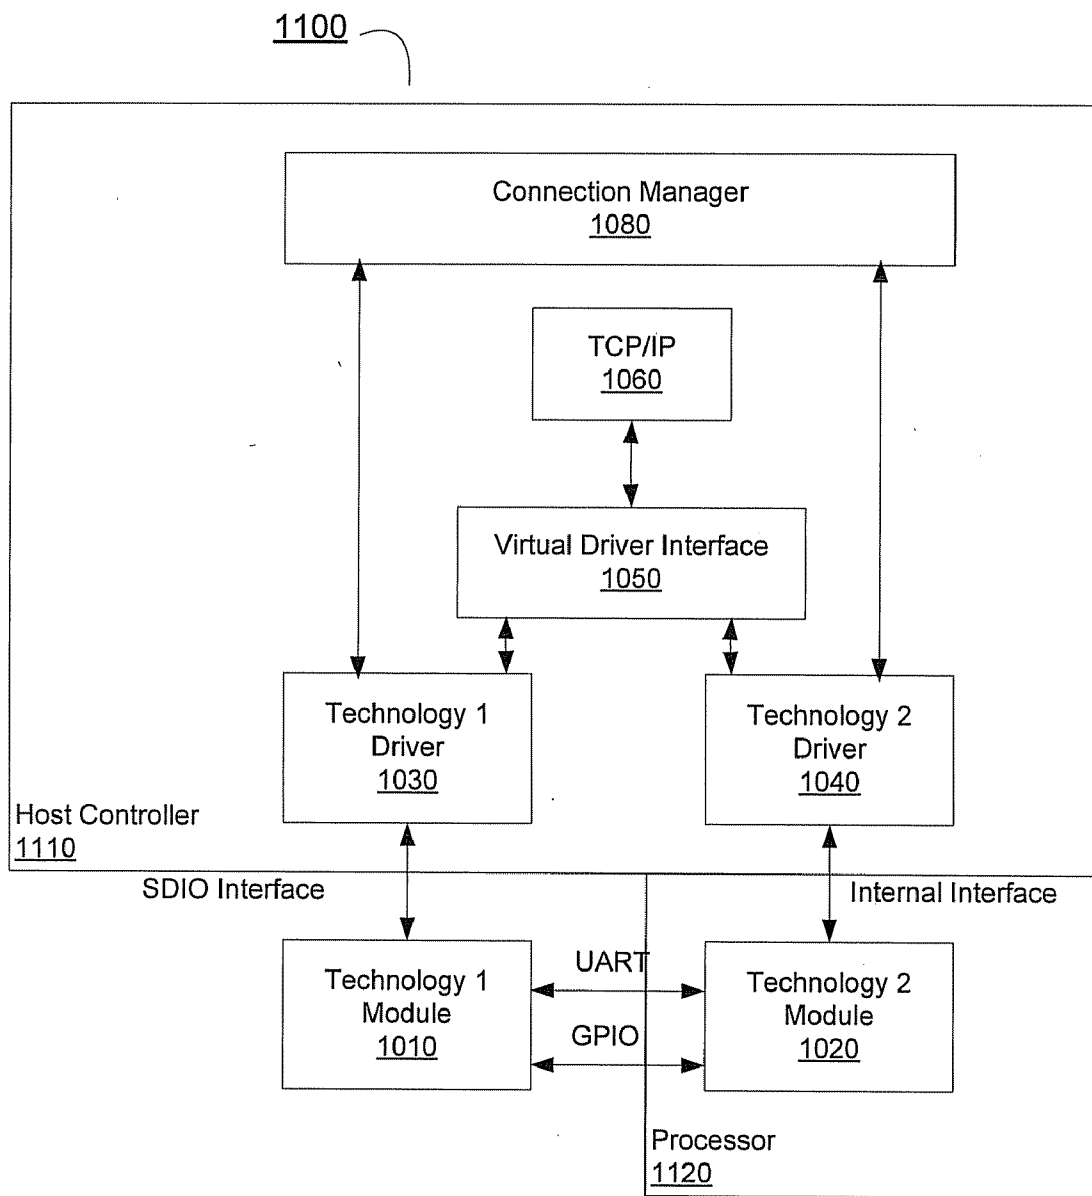 1100
Connection Manager
1080
TCP/IP
1060
Virtual Driver Interface
1050
Technology 1
Driver
1030
Technology 2
Driver
1040
Host Controller
1110
SDIO Interface
Internal Interface
Technology 1
Module
1010
UART
GPIO
Technology 2
Module
1020
Processor
1120